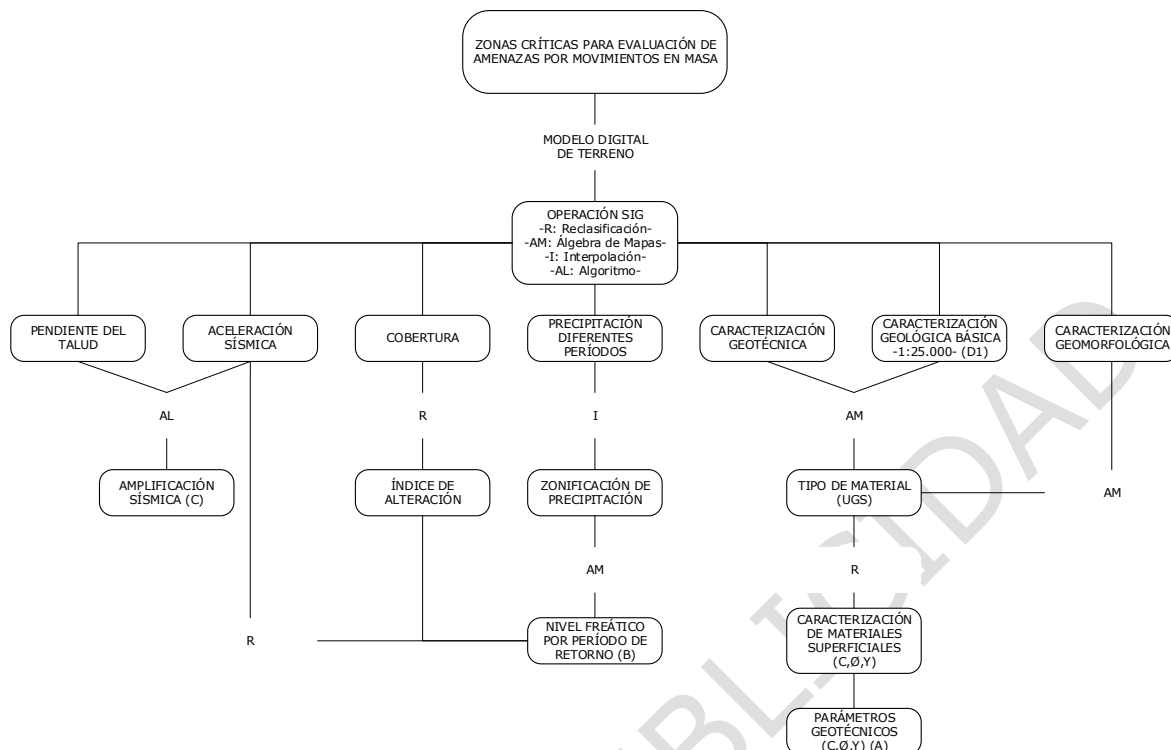 ZONAS CRÍTICAS PARA EVALUACIÓN DE
AMENAZAS POR MOVIMIENTOS EN MASA
MODELO DIGITAL
DE TERRENO
OPERACIÓN SIG
-R: Reclasificación-
-AM: Álgebra de Mapas-
-I: Interpolación-
-AL: Algoritmo-
PENDIENTE DEL
TALUD
ACELERACIÓN
SÍSMICA
COBERTURA
PRECIPITACIÓN
DIFERENTES
PERÍODOS
CARACTERIZACIÓN
GEOTÉCNICA
CARACTERIZACIÓN
GEOLÓGICA BÁSICA
-1:25.000- (D1)
CARACTERIZACIÓN
GEOMORFOLÓGICA
AL
R
I
AM
AMPLIFICACIÓN
SÍSMICA (C)
ÍNDICE DE
ALTERACIÓN
ZONIFICACIÓN DE
PRECIPITACIÓN
TIPO DE MATERIAL
(UGS)
AM
AM
R
R
NIVEL FREÁTICO
POR PERÍODO DE
RETORNO (B)
CARACTERIZACIÓN
DE MATERIALES
SUPERFICIALES
(C,Ø,Y)
PARÁMETROS
GEOTÉCNICOS
(C,Ø,Y) (A)
BLICIDAD